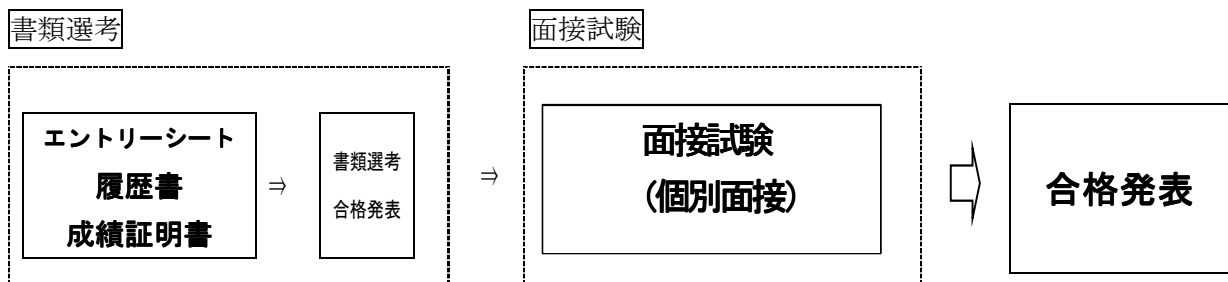 書類選考
面接試験
エントリーシート
履歴書
成績証明書
⇒
書類選考
合格発表
⇒
面接試験
(個別面接)
合格発表